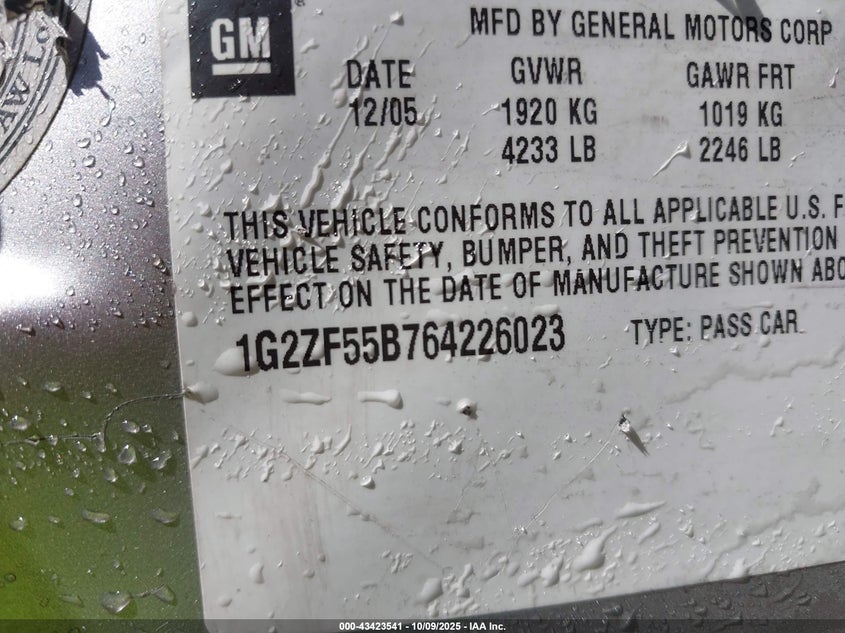 AW LO
GM
®
MFD BY GENERAL MOTORS CORP
DATE GVWR GAWR FRT
12/05 1920 KG 1019 KG
4233 LB 2246 LB
THIS VEHICLE CONFORMS TO ALL APPLICABLE U.S. F
VEHICLE SAFETY, BUMPER, AND THEFT PREVENTION
EFFECT ON THE DATE OF MANUFACTURE SHOWN ABO
1G2ZF55B764226023 TYPE: PASS CAR
000-43423541 - 10/09/2025 - IAA Inc.